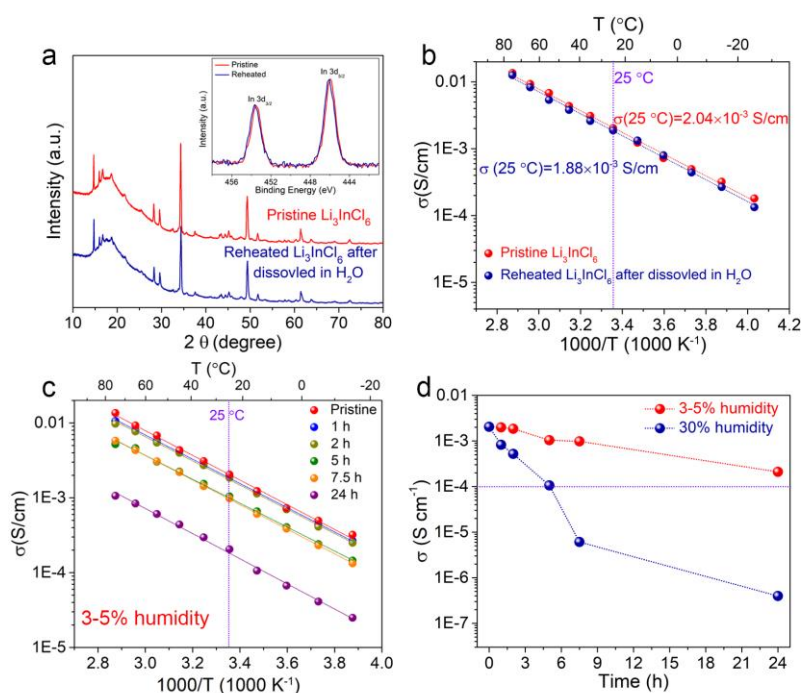 a
Intensity (a.u.)
Pristine
Reheated
In 3d3/2
In 3d5/2
Intensity (a.u.)
456 452 448 444
Binding Energy (eV)
Pristine Li3InCl6
Reheated Li3InCl6 after
dissovled in H2O
10 20 30 40 50 60 70 80
2 θ (degree)
b
T (°C)
100 80 60 40 20 0 -20
25 °C
σ(25 °C)=2.04×10-3 S/cm
σ (25 °C)=1.88×10-3 S/cm
Pristine Li3InCl6
Reheated Li3InCl6 after dissovled in H2O
σ(S/cm)
0.01
1E-3
1E-4
1E-5
2.8 3.0 3.2 3.4 3.6 3.8 4.0 4.2
1000/T (1000 K-1)
c
T (°C)
80 60 40 20 0 -20
25 °C
Pristine
1 h
2 h
5 h
7.5 h
24 h
σ(S/cm)
0.01
1E-3
1E-4
1E-5
3-5% humidity
2.8 3.0 3.2 3.4 3.6 3.8 4.0
1000/T (1000 K-1)
d
3-5% humidity
30% humidity
σ (S cm-1)
0.01
1E-3
1E-4
1E-5
1E-6
1E-7
0 3 6 9 12 15 18 21 24
Time (h)